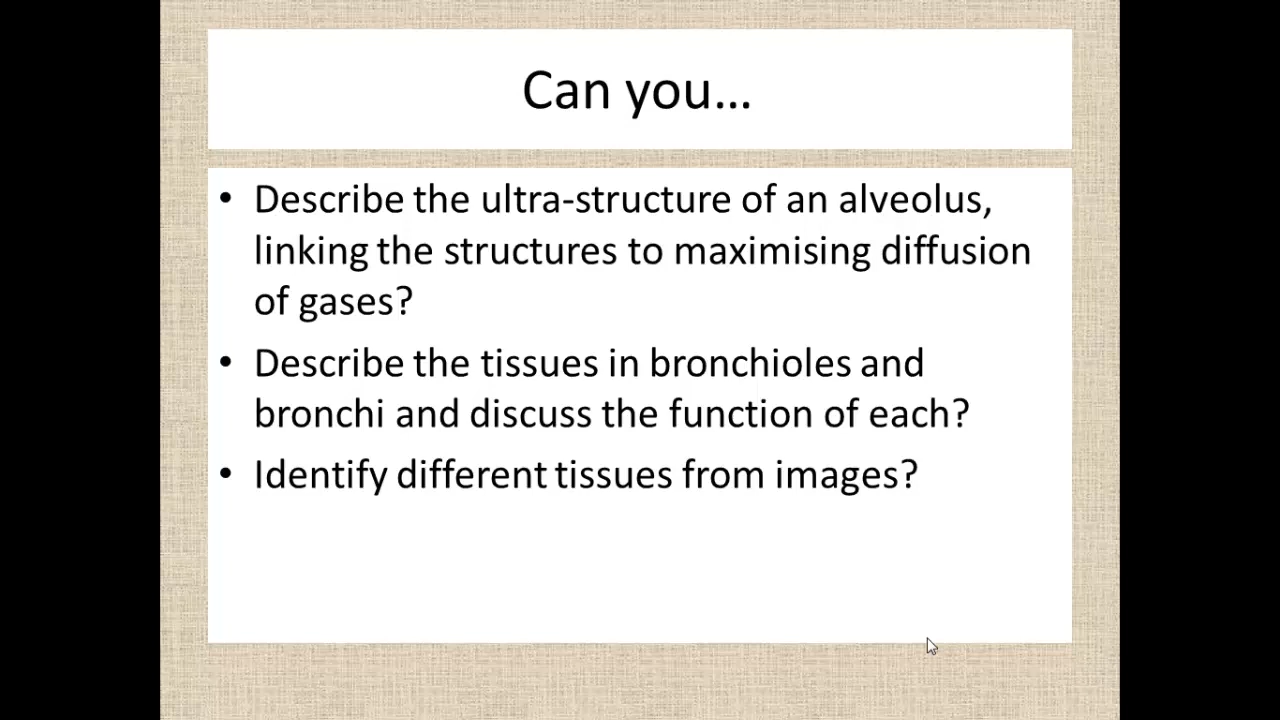 Can you…
• Describe the ultra-structure of an alveolus,
linking the structures to maximising diffusion
of gases?
• Describe the tissues in bronchioles and
bronchi and discuss the function of each?
• Identify different tissues from images?